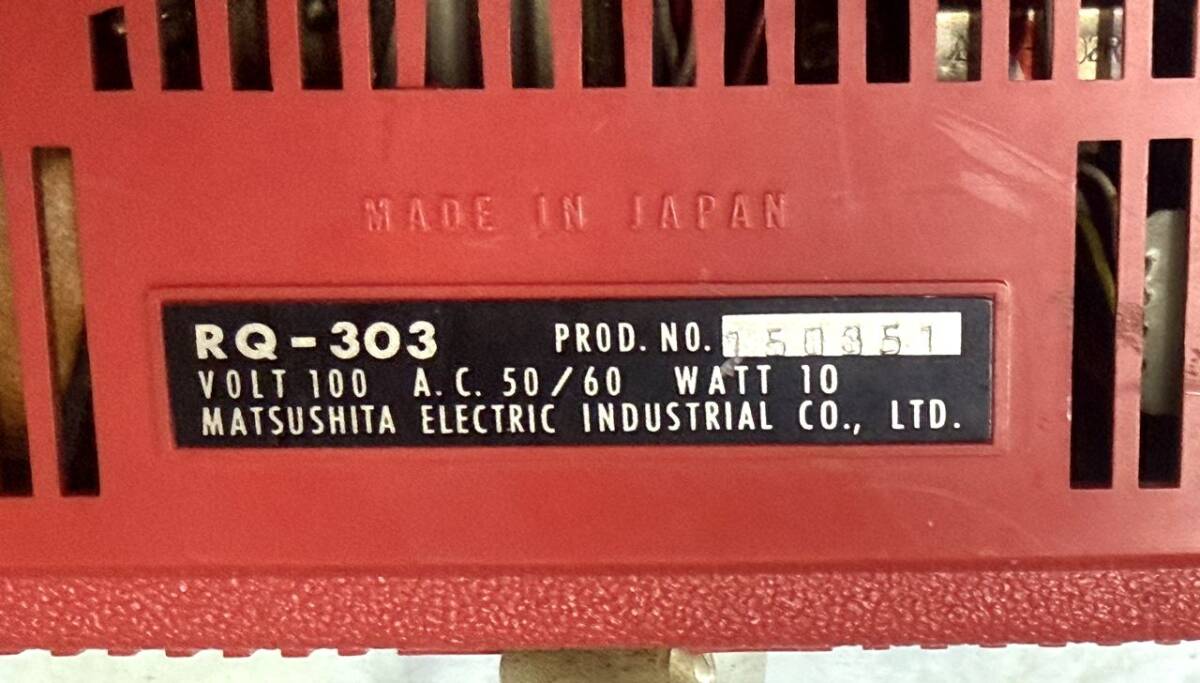 MADE IN JAPAN
RQ-303 PROD. NO. 150351
VOLT 100 A.C. 50/60 WATT 10
MATSUSHITA ELECTRIC INDUSTRIAL CO., LTD.